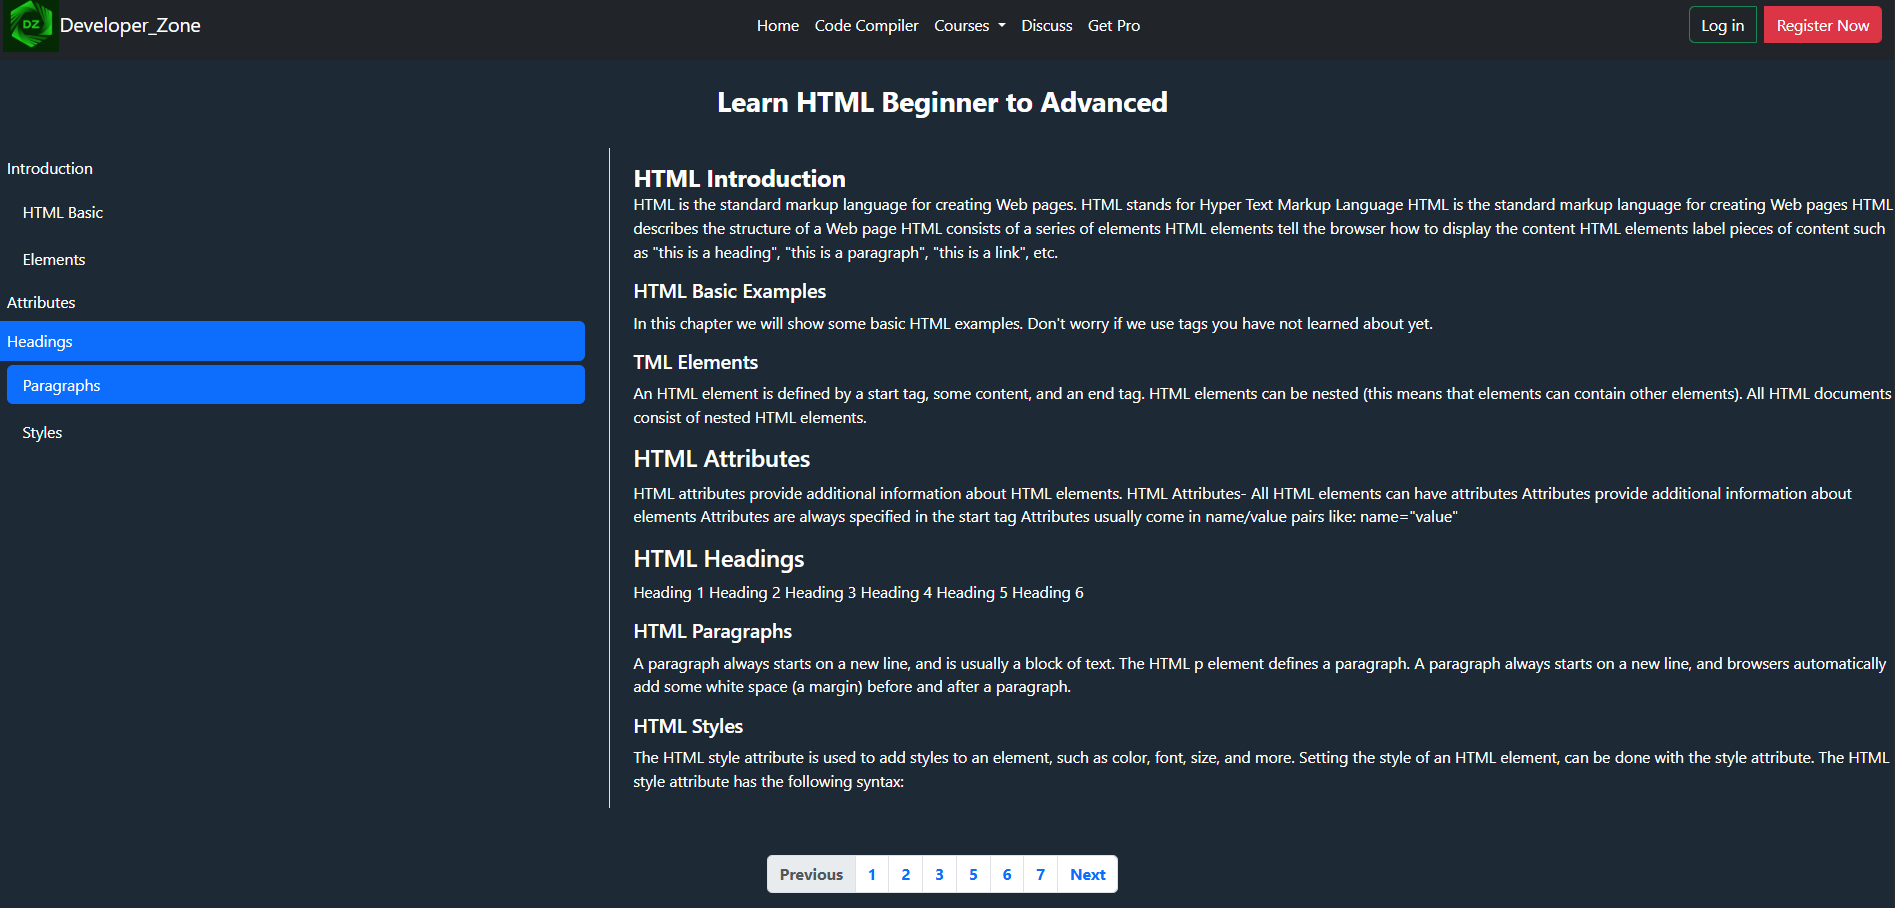 DZ
Developer_Zone
Home Code Compiler Courses Discuss Get Pro
Log in Register Now
Learn HTML Beginner to Advanced
Introduction
HTML Basic
Elements
Attributes
Headings
Paragraphs
Styles
HTML Introduction
HTML is the standard markup language for creating Web pages. HTML stands for Hyper Text Markup Language HTML is the standard markup language for creating Web pages HTML
describes the structure of a Web page HTML consists of a series of elements HTML elements tell the browser how to display the content HTML elements label pieces of content such
as "this is a heading", "this is a paragraph", "this is a link", etc.
HTML Basic Examples
In this chapter we will show some basic HTML examples. Don't worry if we use tags you have not learned about yet.
TML Elements
An HTML element is defined by a start tag, some content, and an end tag. HTML elements can be nested (this means that elements can contain other elements). All HTML documents
consist of nested HTML elements.
HTML Attributes
HTML attributes provide additional information about HTML elements. HTML Attributes- All HTML elements can have attributes Attributes provide additional information about
elements Attributes are always specified in the start tag Attributes usually come in name/value pairs like: name="value"
HTML Headings
Heading 1 Heading 2 Heading 3 Heading 4 Heading 5 Heading 6
HTML Paragraphs
A paragraph always starts on a new line, and is usually a block of text. The HTML p element defines a paragraph. A paragraph always starts on a new line, and browsers automatically
add some white space (a margin) before and after a paragraph.
HTML Styles
The HTML style attribute is used to add styles to an element, such as color, font, size, and more. Setting the style of an HTML element, can be done with the style attribute. The HTML
style attribute has the following syntax:
Previous 1 2 3 5 6 7 Next